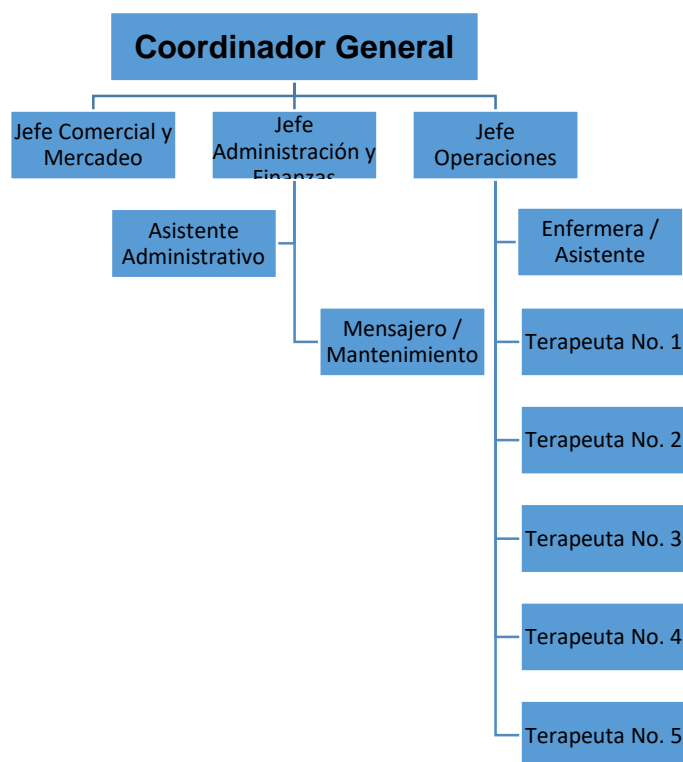 Coordinador General
Jefe Comercial y
Mercadeo
Jefe
Administración y
Finanzas
Jefe
Operaciones
Asistente
Administrativo
Enfermera /
Asistente
Mensajero /
Mantenimiento
Terapeuta No. 1
Terapeuta No. 2
Terapeuta No. 3
Terapeuta No. 4
Terapeuta No. 5